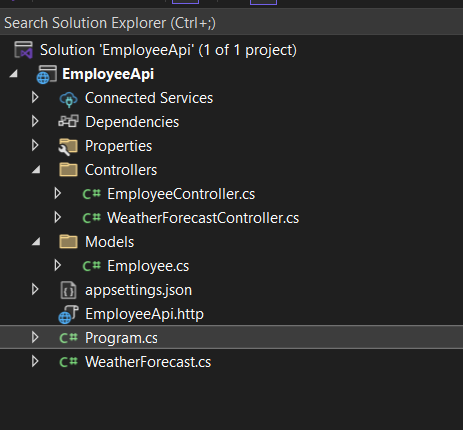 Search Solution Explorer (Ctrl+;)
Solution 'EmployeeApi' (1 of 1 project)
EmployeeApi
Connected Services
Dependencies
Properties
Controllers
C# EmployeeController.cs
C# WeatherForecastController.cs
Models
C# Employee.cs
appsettings.json
EmployeeApi.http
C# Program.cs
C# WeatherForecast.cs